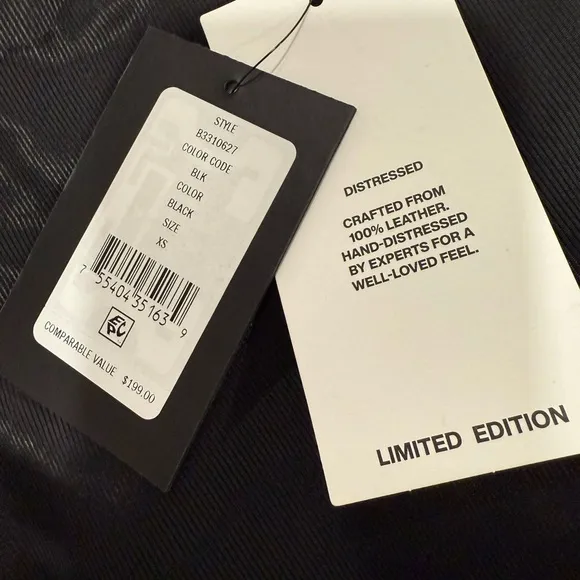 STYLE
B3310627
COLOR CODE
BLK
COLOR
BLACK
SIZE
XS
7 55404 35163 9
COMPARABLE VALUE $199.00
DISTRESSED
CRAFTED FROM
100% LEATHER.
HAND-DISTRESSED
BY EXPERTS FOR A
WELL-LOVED FEEL.
LIMITED EDITION